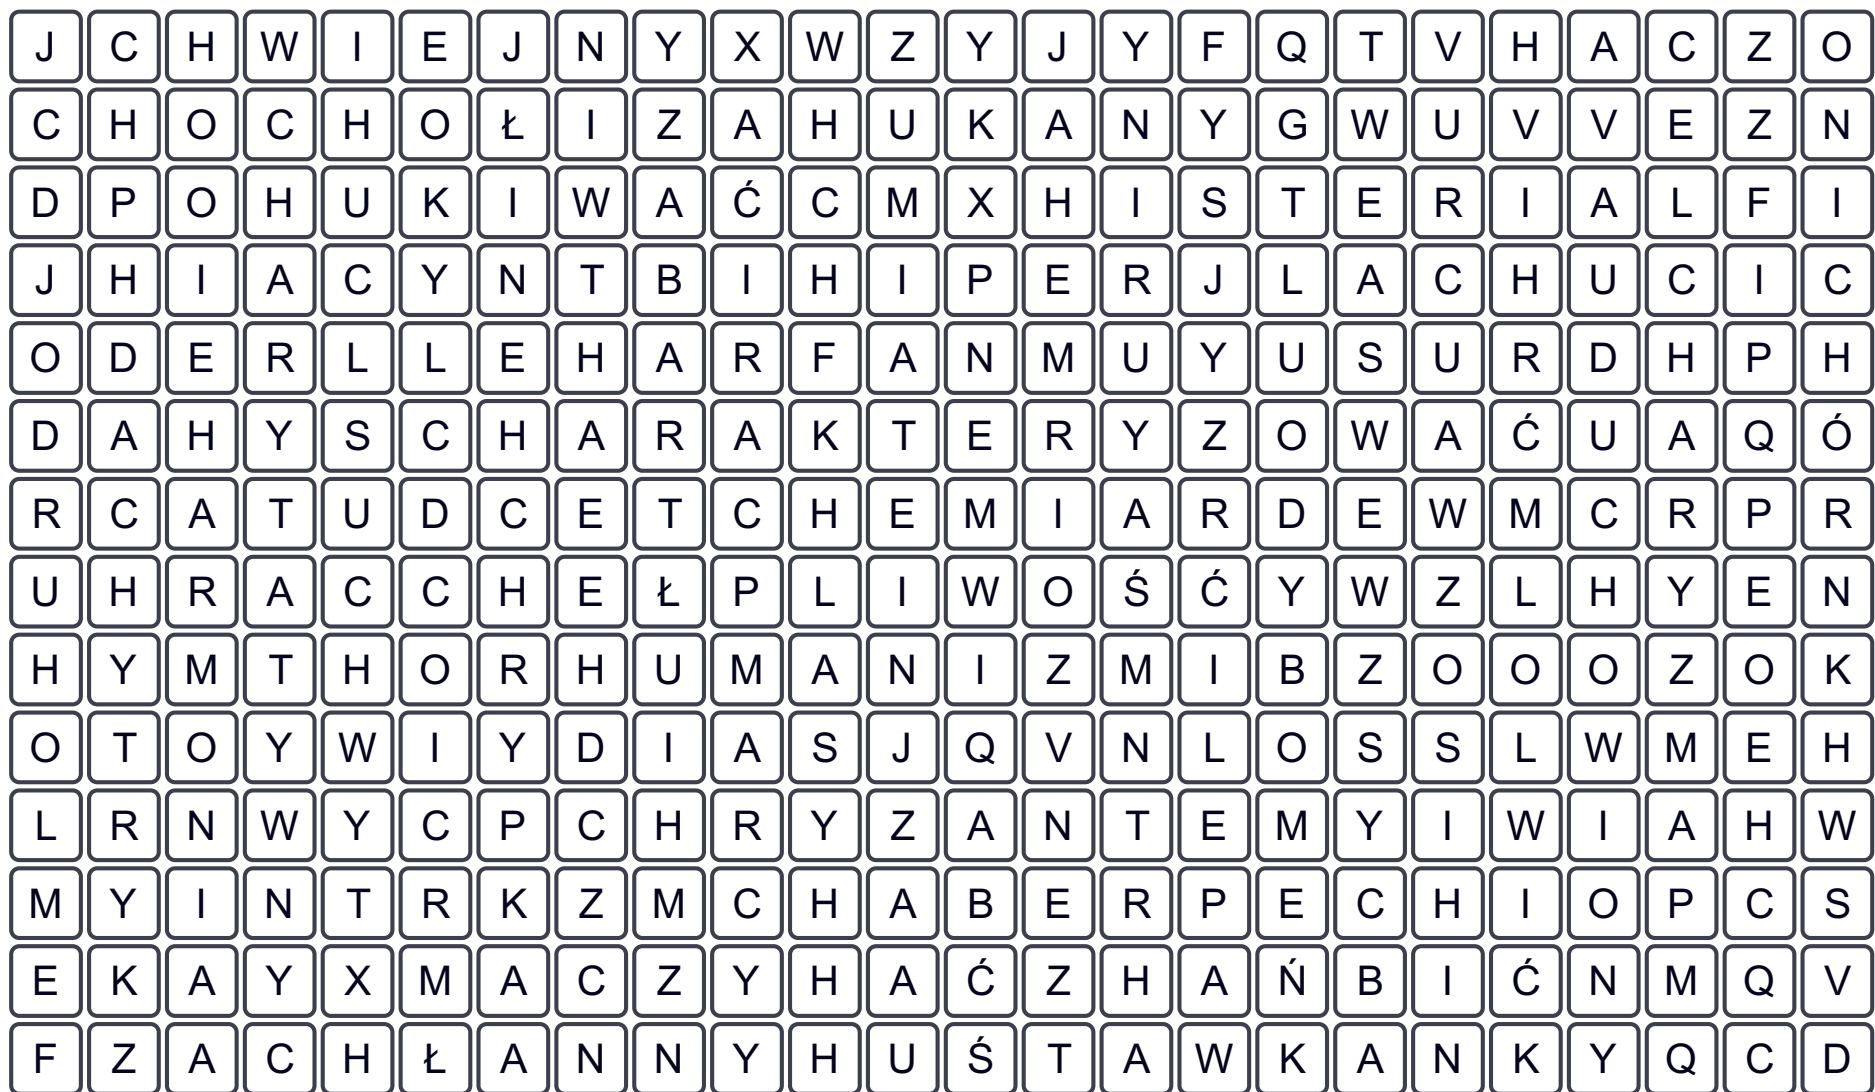 J C H W I E J N Y X W Z Y J Y F Q T V H A C Z O
C H O C H O Ł I Z A H U K A N Y G W U V V E Z N
D P O H U K I W A Ć C M X H I S T E R I A L F I
J H I A C Y N T B I H I P E R J L A C H U C I C
O D E R L L E H A R F A N M U Y U S U R D H P H
D A H Y S C H A R A K T E R Y Z O W A Ć U A Q Ó
R C A T U D C E T C H E M I A R D E W M C R P R
U H R A C C H E Ł P L I W O Ś Ć Y W Z L H Y E N
H Y M T H O R H U M A N I Z M I B Z O O O Z O K
O T O Y W I Y D I A S J Q V N L O S S L W M E H
L R N W Y C P C H R Y Z A N T E M Y I W I A H W
M Y I N T R K Z M C H A B E R P E C H I O P C S
E K A Y X M A C Z Y H A Ć Z H A Ń B I Ć N M Q V
F Z A C H Ł A N N Y H U Ś T A W K A N K Y Q C D